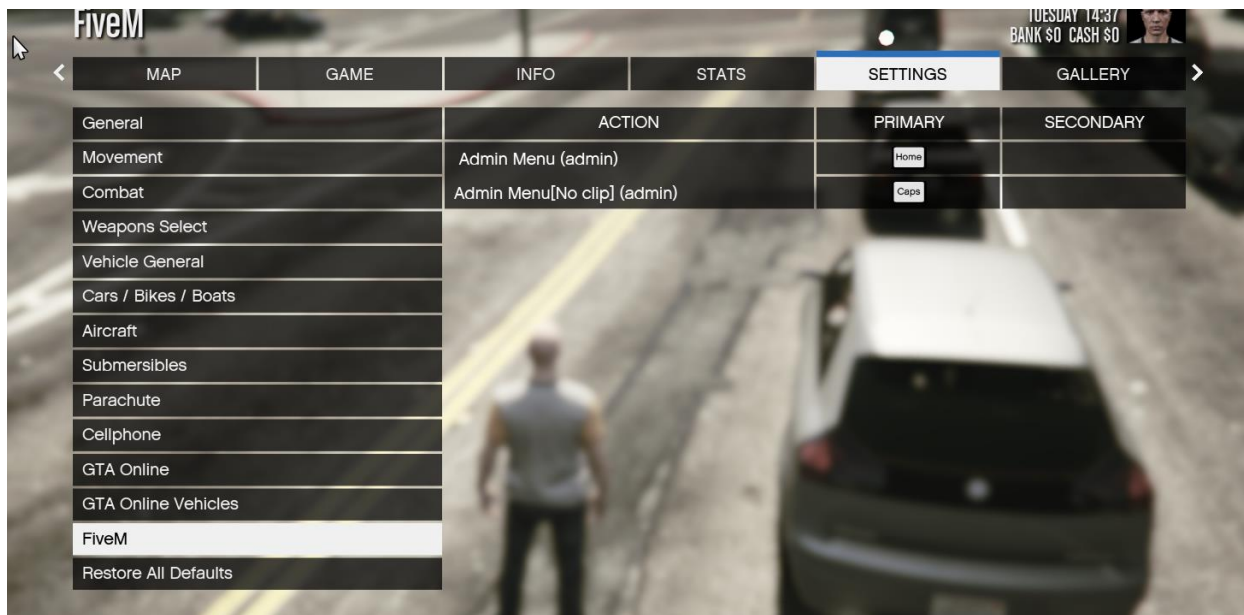 FiveM
TUESDAY 14:37
BANK $0 CASH $0
MAP GAME INFO STATS SETTINGS GALLERY
General
Movement
Combat
Weapons Select
Vehicle General
Cars / Bikes / Boats
Aircraft
Submersibles
Parachute
Cellphone
GTA Online
GTA Online Vehicles
FiveM
Restore All Defaults
ACTION PRIMARY SECONDARY
Admin Menu (admin) Home
Admin Menu[No clip] (admin) Caps